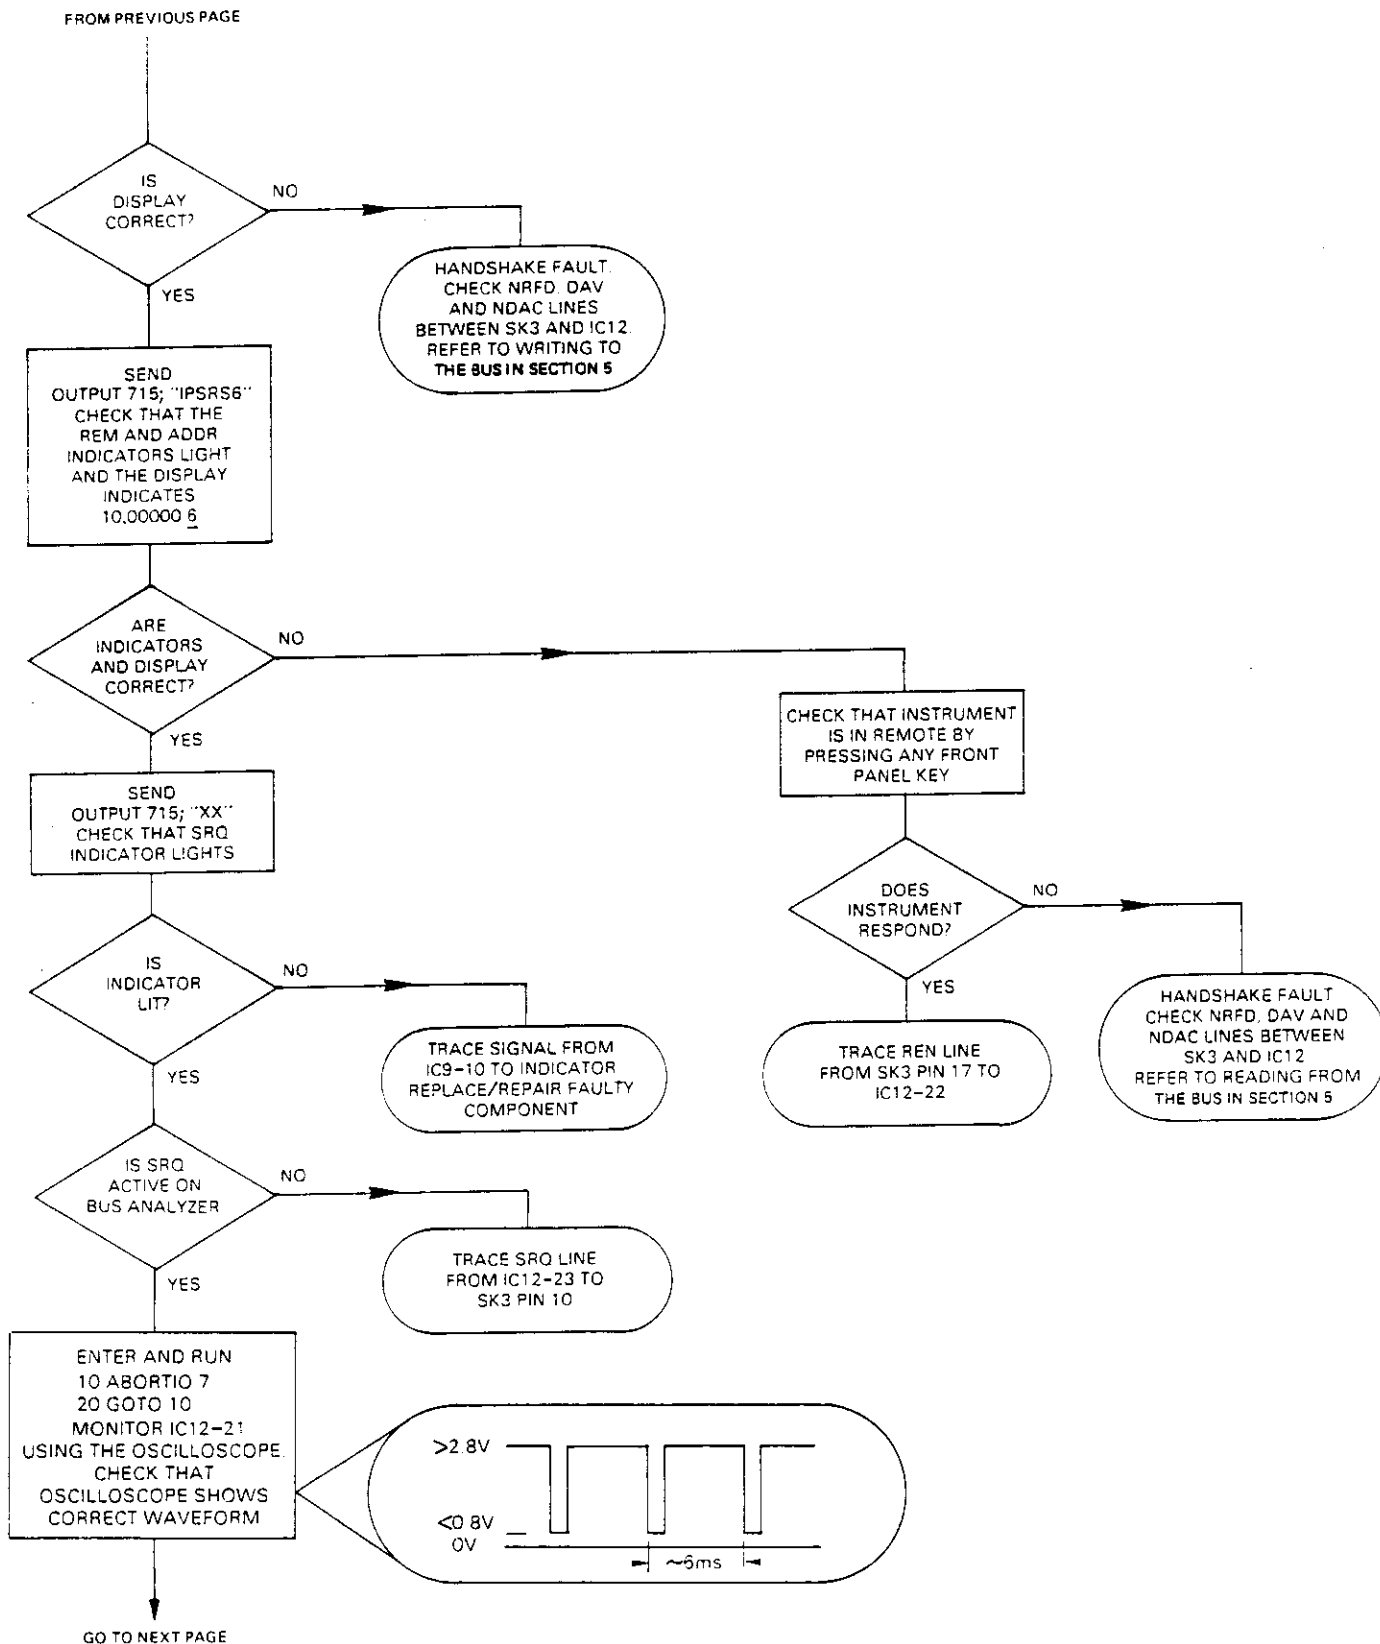 FROM PREVIOUS PAGE
IS
DISPLAY
CORRECT?
NO
YES
HANDSHAKE FAULT.
CHECK NRFD, DAV
AND NDAC LINES
BETWEEN SK3 AND IC12.
REFER TO WRITING TO
THE BUS IN SECTION 5
SEND
OUTPUT 715; "IPSRS6"
CHECK THAT THE
REM AND ADDR
INDICATORS LIGHT
AND THE DISPLAY
INDICATES
10.00000 6
ARE
INDICATORS
AND DISPLAY
CORRECT?
NO
YES
CHECK THAT INSTRUMENT
IS IN REMOTE BY
PRESSING ANY FRONT
PANEL KEY
SEND
OUTPUT 715; "XX"
CHECK THAT SRQ
INDICATOR LIGHTS
DOES
INSTRUMENT
RESPOND?
NO
YES
IS
INDICATOR
LIT?
NO
YES
TRACE SIGNAL FROM
IC9-10 TO INDICATOR
REPLACE/REPAIR FAULTY
COMPONENT
TRACE REN LINE
FROM SK3 PIN 17 TO
IC12-22
HANDSHAKE FAULT
CHECK NRFD, DAV AND
NDAC LINES BETWEEN
SK3 AND IC12
REFER TO READING FROM
THE BUS IN SECTION 5
IS SRQ
ACTIVE ON
BUS ANALYZER
NO
YES
TRACE SRQ LINE
FROM IC12-23 TO
SK3 PIN 10
ENTER AND RUN
10 ABORTIO 7
20 GOTO 10
MONITOR IC12-21
USING THE OSCILLOSCOPE.
CHECK THAT
OSCILLOSCOPE SHOWS
CORRECT WAVEFORM
>2.8V
<0.8V
0V
~6ms
GO TO NEXT PAGE